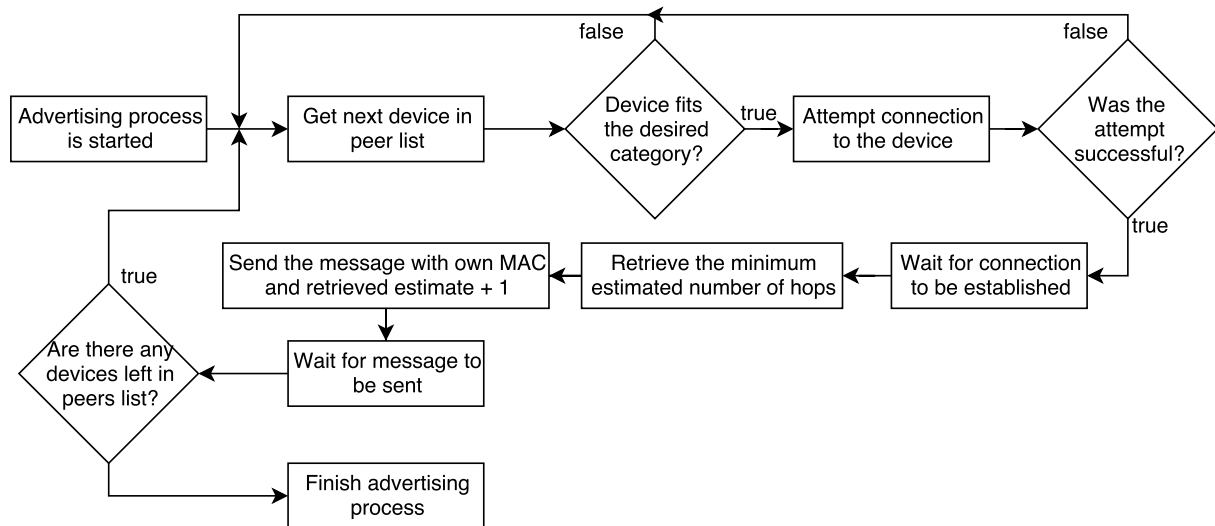 Advertising process
is started
Get next device in
peer list
Device fits
the desired
category?
false
true
Attempt connection
to the device
Was the
attempt
successful?
false
true
Wait for connection
to be established
Retrieve the minimum
estimated number of hops
Send the message with own MAC
and retrieved estimate + 1
Wait for message to
be sent
Are there any
devices left in
peers list?
true
Finish advertising
process